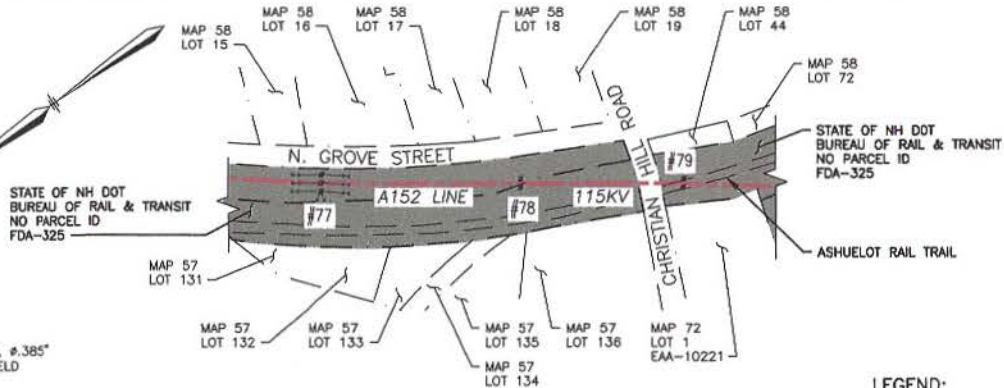 MAP 58
LOT 15
MAP 58
LOT 16
MAP 58
LOT 17
MAP 58
LOT 18
MAP 58
LOT 19
MAP 58
LOT 44
MAP 58
LOT 72
STATE OF NH DOT
BUREAU OF RAIL & TRANSIT
NO PARCEL ID
FDA-325
N. GROVE STREET
CHRISTIAN HILL ROAD
#79
STATE OF NH DOT
BUREAU OF RAIL & TRANSIT
NO PARCEL ID
FDA-325
#77
A152 LINE
#78
115KV
ASHUELOT RAIL TRAIL
MAP 57
LOT 131
MAP 57
LOT 132
MAP 57
LOT 133
MAP 57
LOT 134
MAP 57
LOT 135
MAP 57
LOT 136
MAP 72
LOT 1
EAA-10221
ø.385"
ELD
LEGEND: